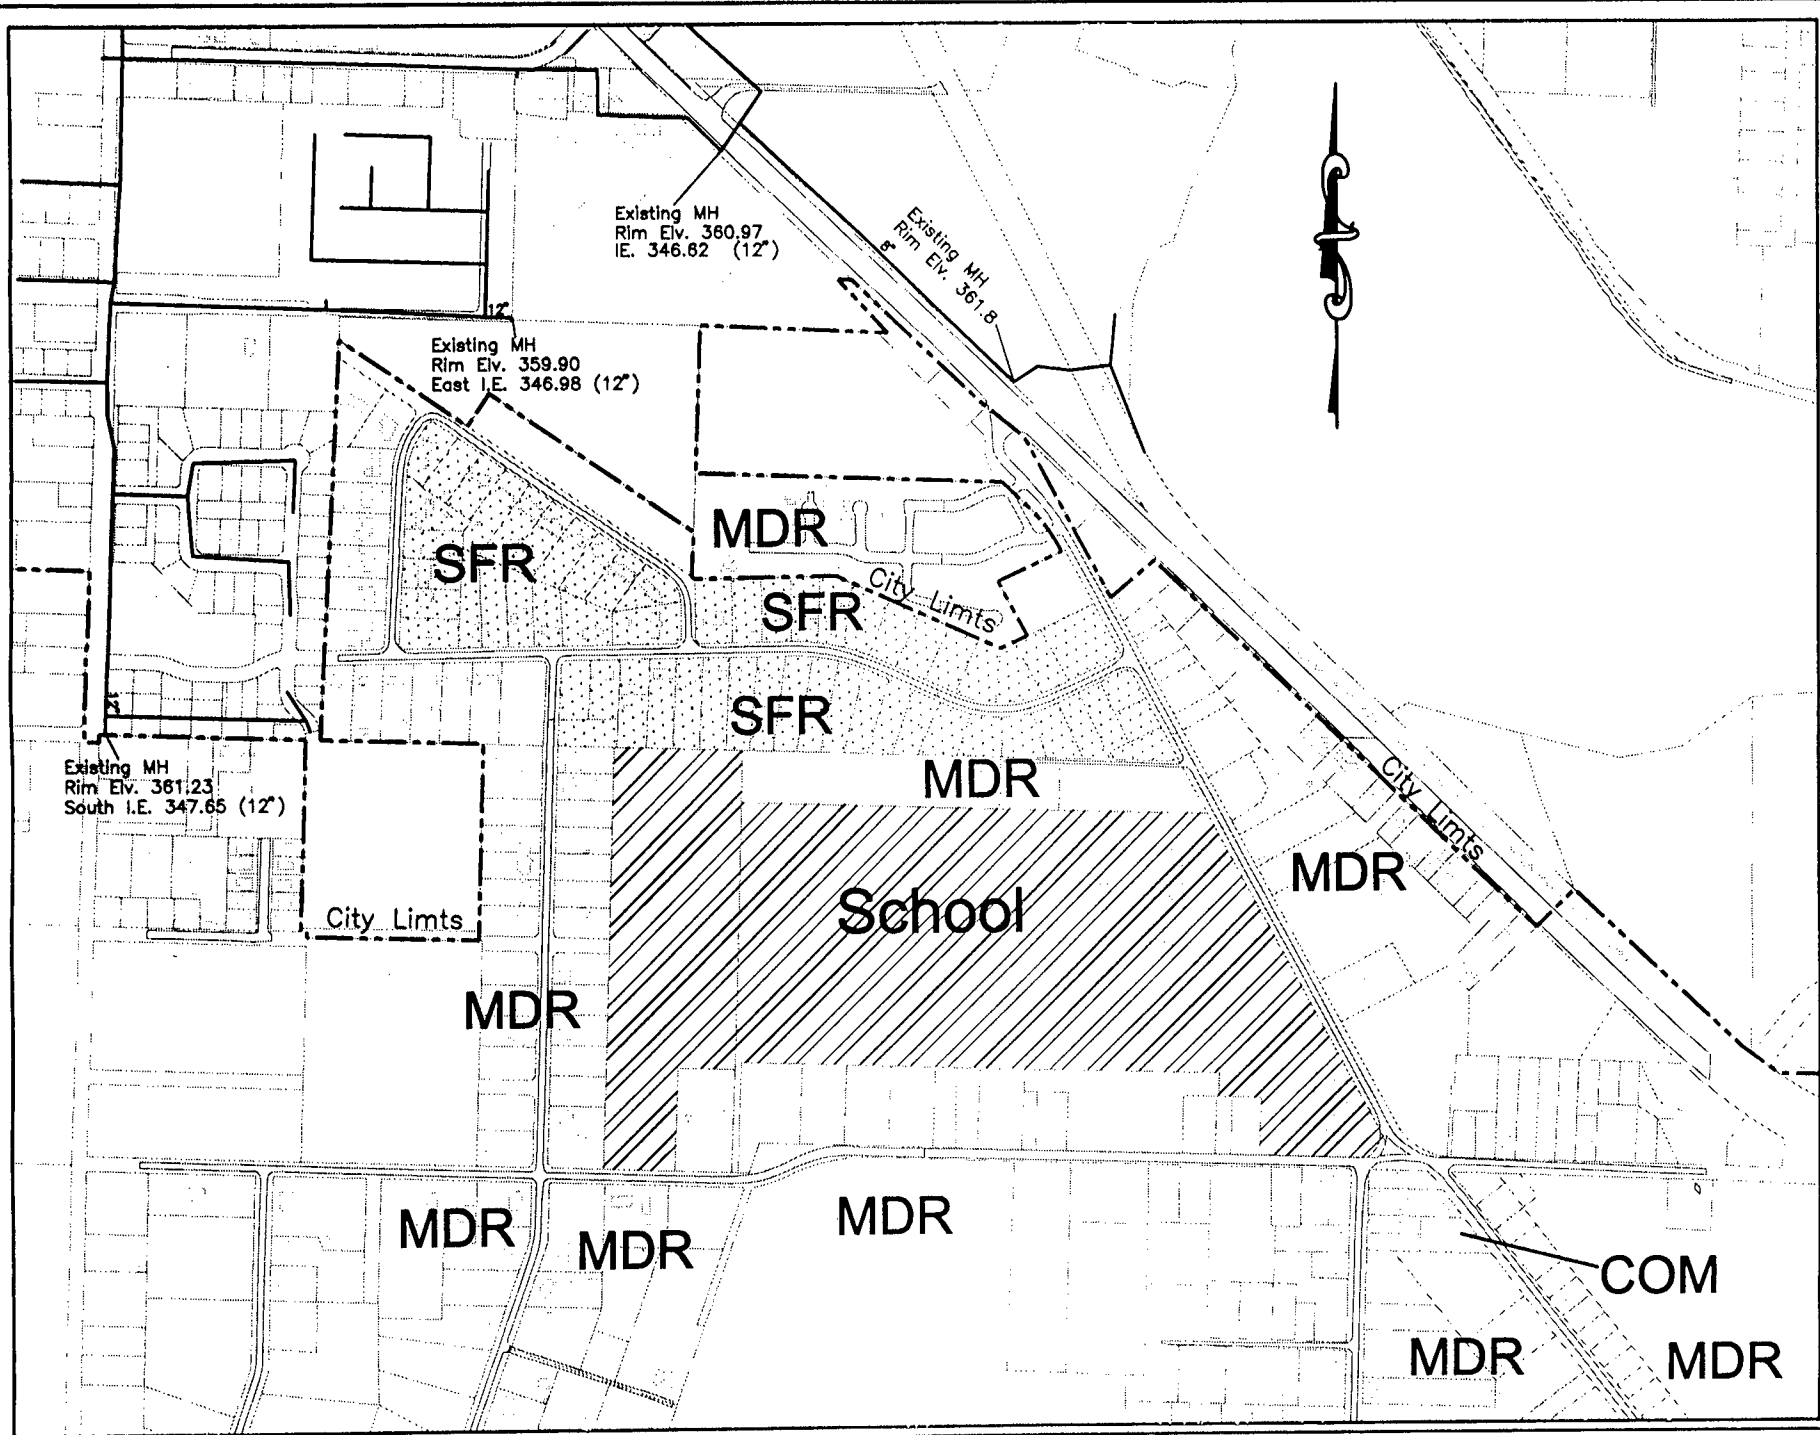 Existing MH
Rim Elv. 360.97
IE. 346.62 (12")
8"
Existing MH
Rim Elv. 361.8
12"
Existing MH
Rim Elv. 359.90
East I.E. 346.98 (12")
MDR
SFR
City Limts
SFR
SFR
12"
Existing MH
Rim Elv. 361.23
South I.E. 347.65 (12")
MDR
City Limts
MDR
School
City Limts
MDR
MDR
MDR
MDR
COM
MDR
MDR